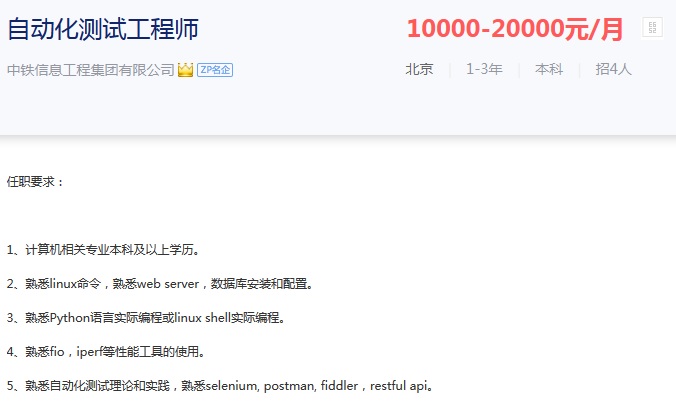 自动化测试工程师
10000-20000元/月
中铁信息工程集团有限公司 ZP名企
北京 1-3年 本科 招4人
任职要求：
1、计算机相关专业本科及以上学历。
2、熟悉linux命令，熟悉web server，数据库安装和配置。
3、熟悉Python语言实际编程或linux shell实际编程。
4、熟悉fio，iperf等性能工具的使用。
5、熟悉自动化测试理论和实践，熟悉selenium, postman, fiddler，restful api。